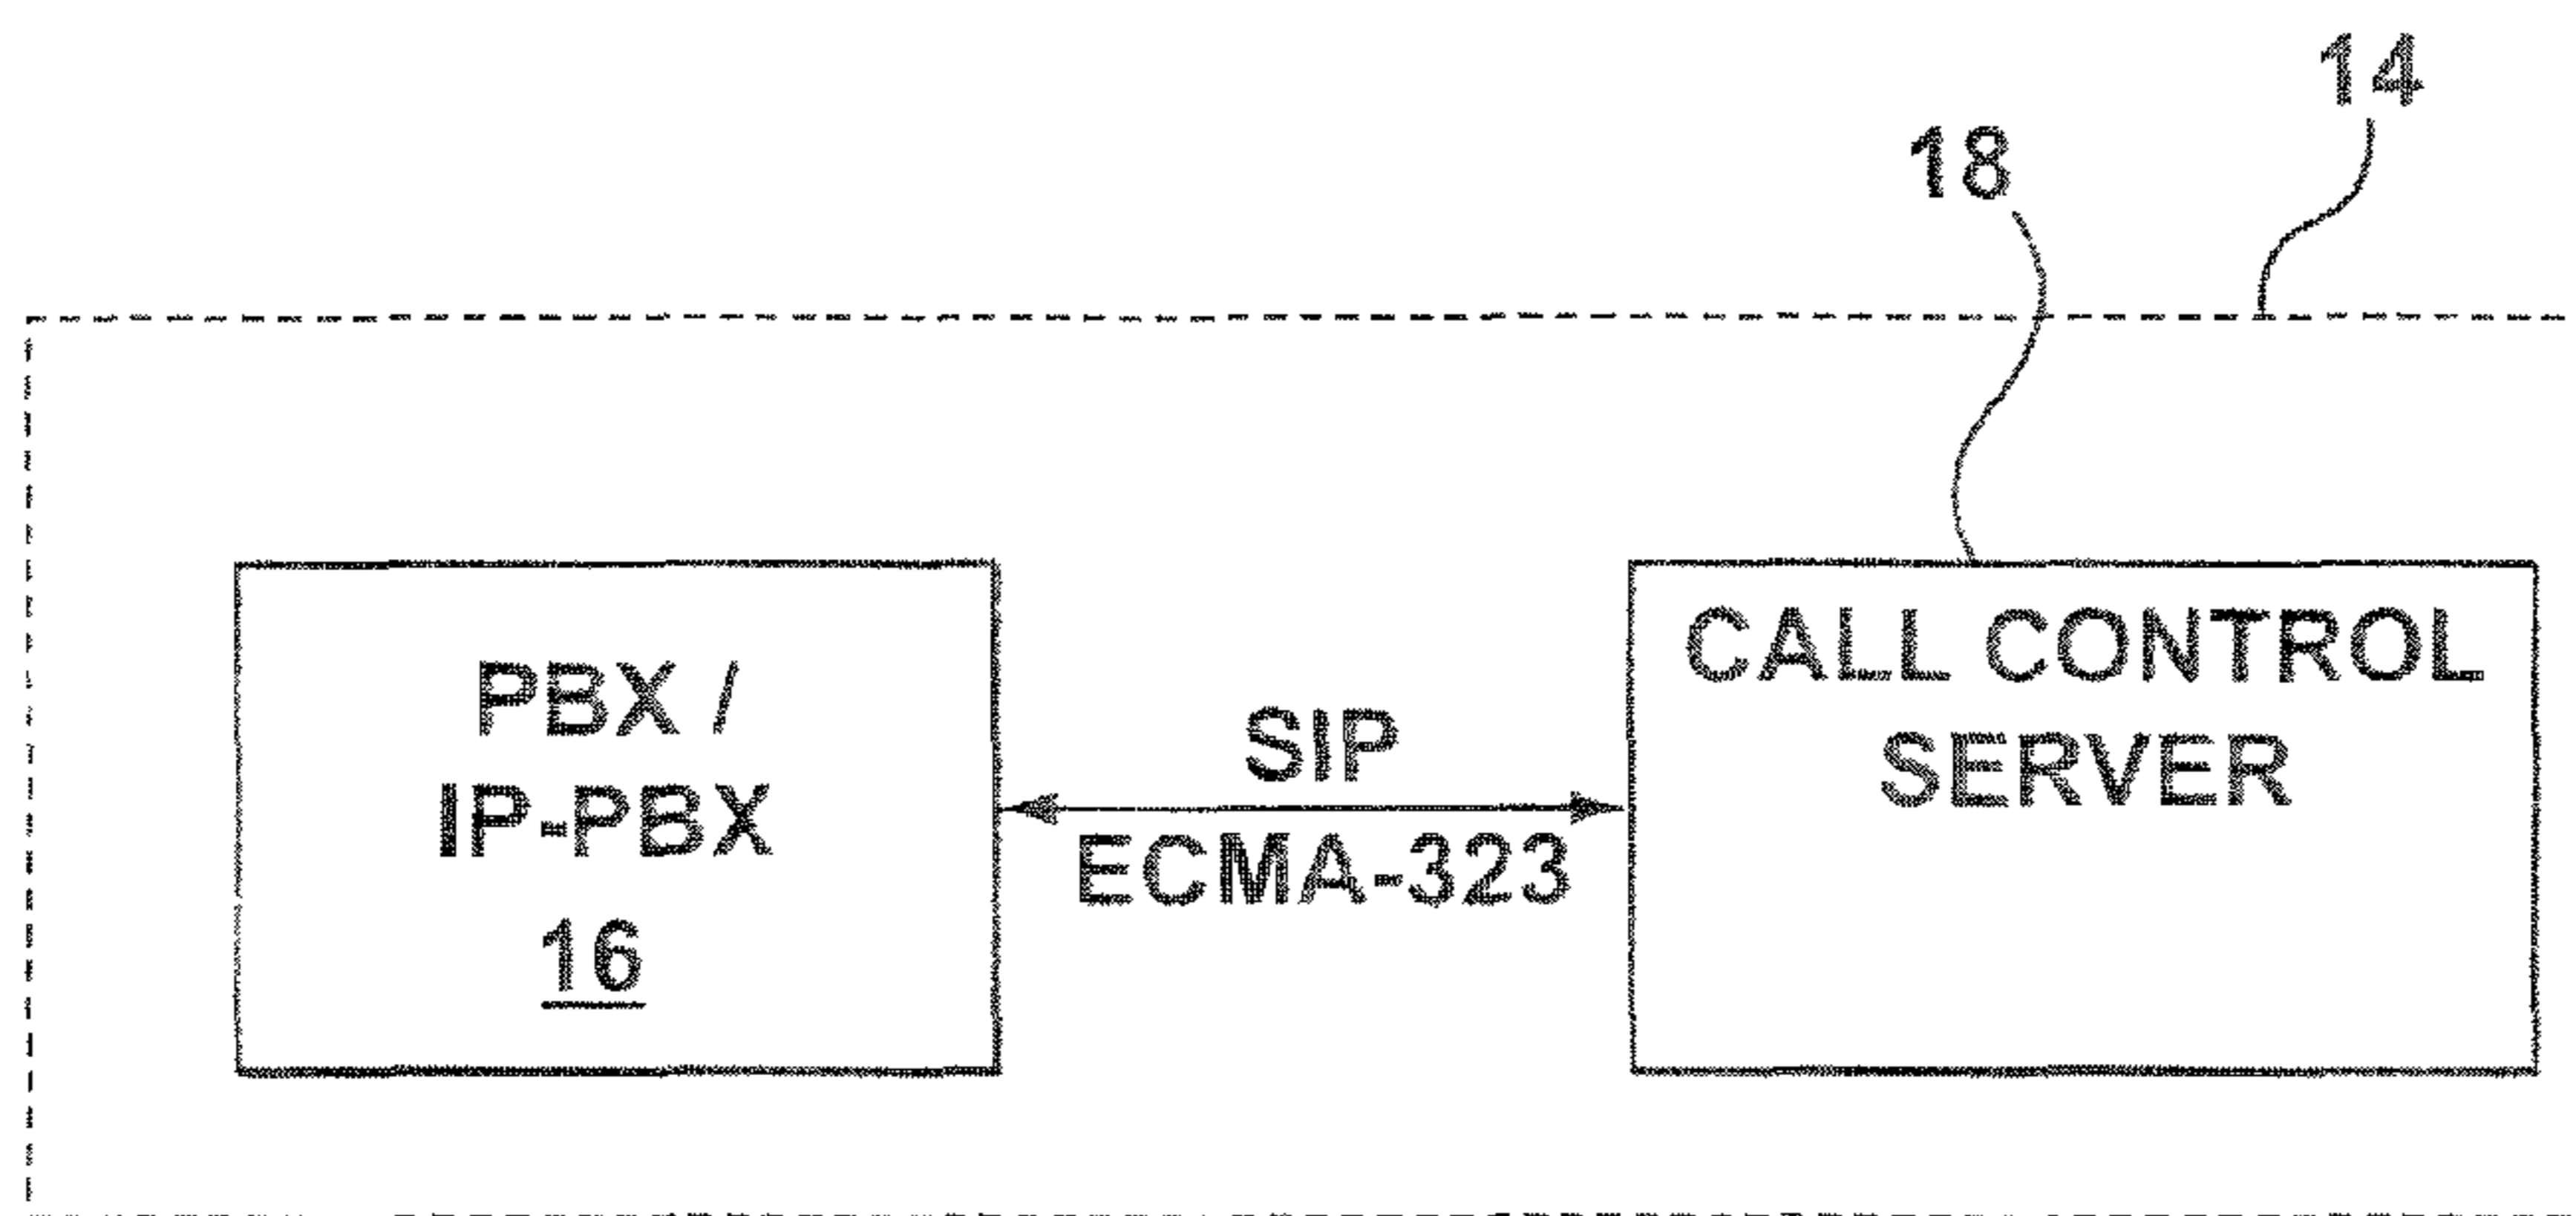 14
18
PBX /
IP-PBX
16
SIP
ECMA-323
CALL CONTROL
SERVER